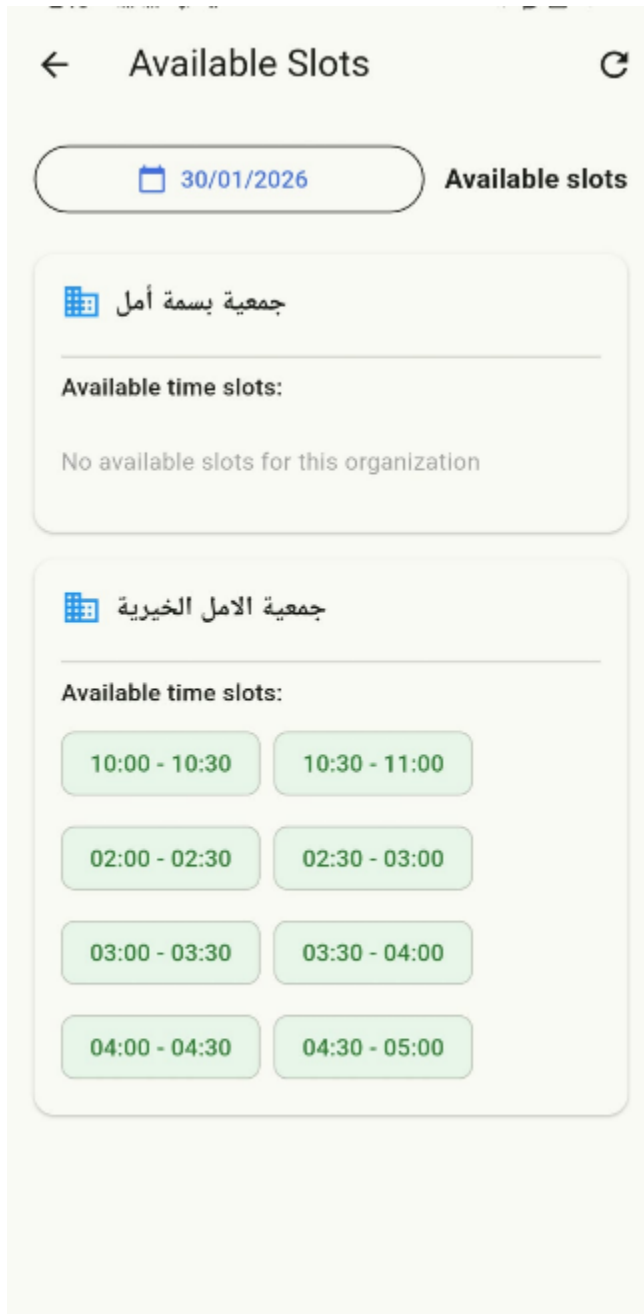 Available Slots
30/01/2026 Available slots
جمعية بسمة أمل
Available time slots:
No available slots for this organization
جمعية الامل الخيرية
Available time slots:
10:00 - 10:30 10:30 - 11:00
02:00 - 02:30 02:30 - 03:00
03:00 - 03:30 03:30 - 04:00
04:00 - 04:30 04:30 - 05:00